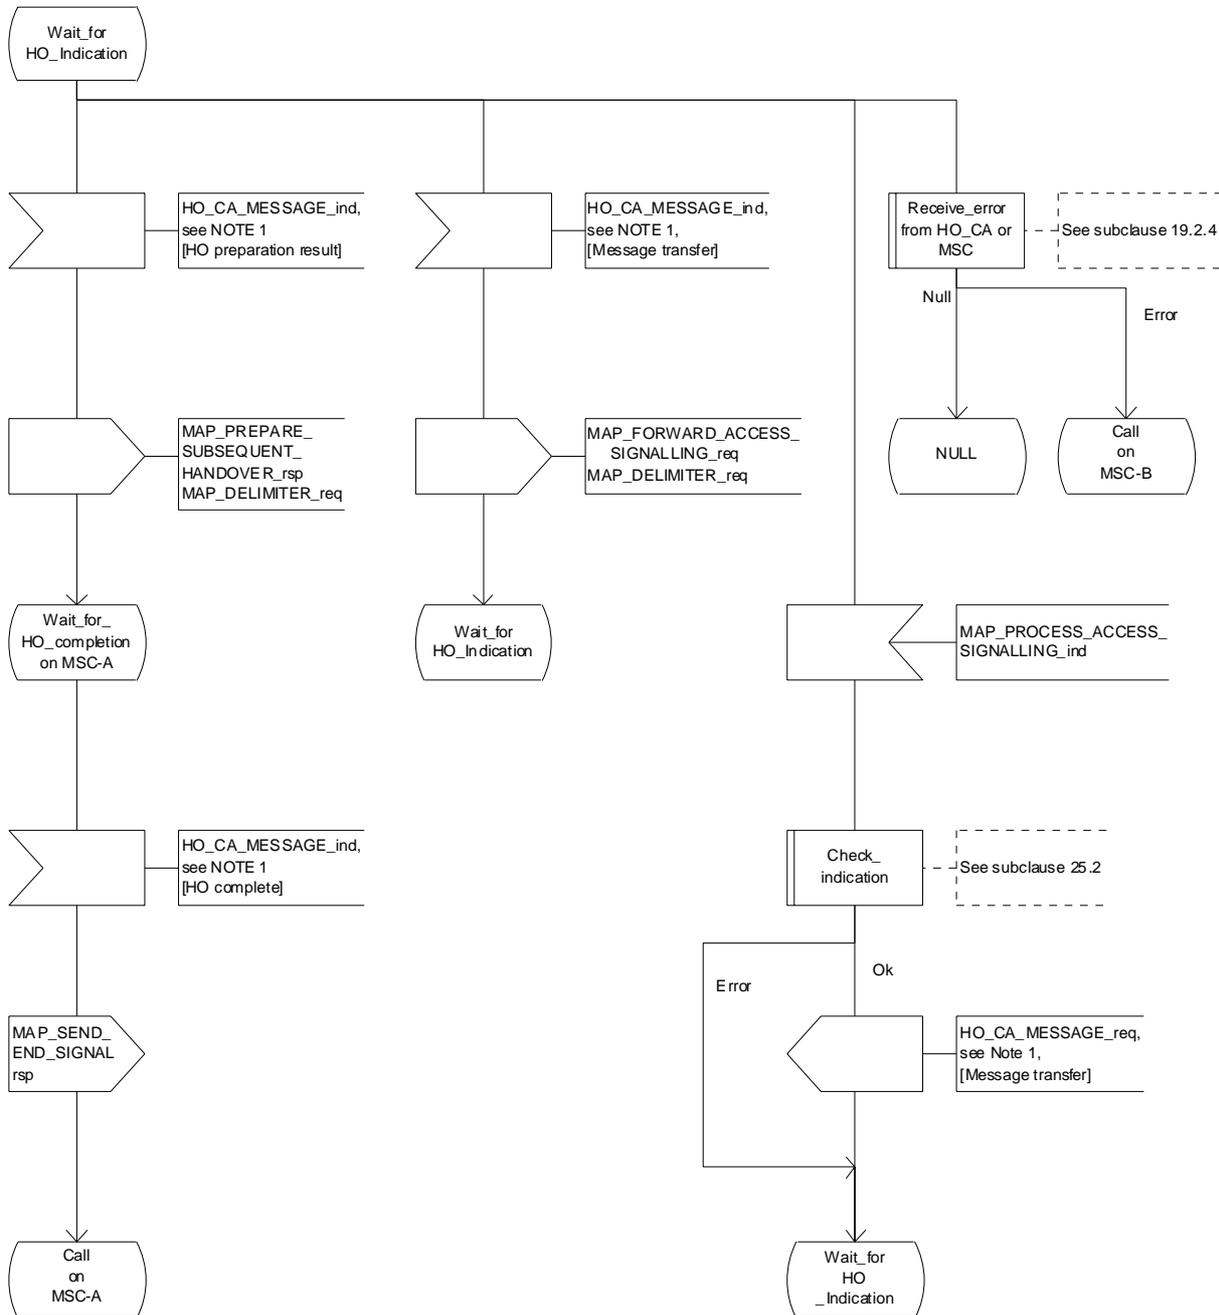 Wait_for
HO_Indication
HO_CA_MESSAGE_ind,
see NOTE 1
[HO preparation result]
HO_CA_MESSAGE_ind,
see NOTE 1,
[Message transfer]
Receive_error
from HO_CA or
MSC
See subclause 19.2.4
Null
Error
MAP_PREPARE_
SUBSEQUENT_
HANDOVER_rsp
MAP_DELIMITER_req
MAP_FORWARD_ACCESS_
SIGNALLING_req
MAP_DELIMITER_req
NULL
Call
on
MSC-B
Wait_for_
HO_completion
on MSC-A
Wait_for
HO_Indication
MAP_PROCESS_ACCESS_
SIGNALLING_ind
HO_CA_MESSAGE_ind,
see NOTE 1
[HO complete]
Check_
indication
See subclause 25.2
Error
Ok
MAP_SEND_
END_SIGNAL
rsp
HO_CA_MESSAGE_req,
see Note 1,
[Message transfer]
Call
on
MSC-A
Wait_for
HO
_Indication